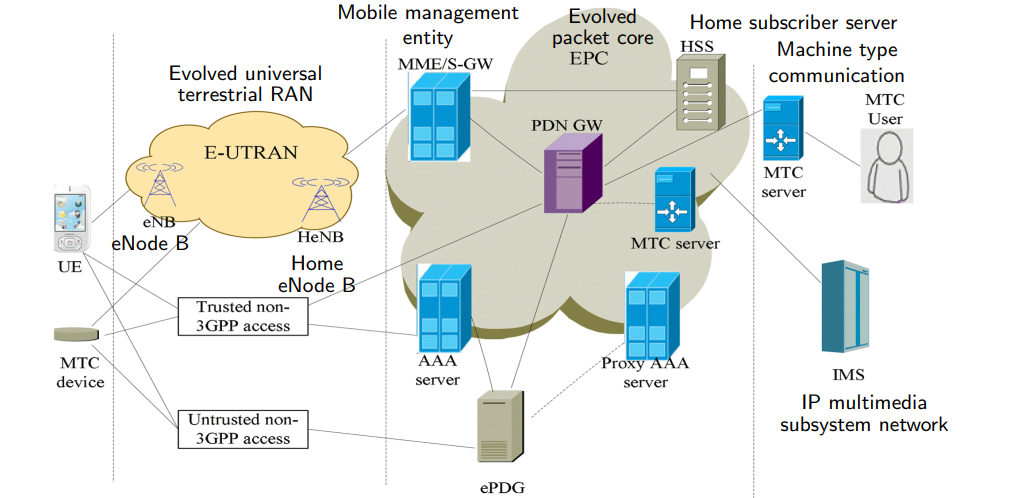 Mobile management
entity
Evolved
packet core
EPC
Home subscriber server
HSS
Machine type
communication
MTC
User
Evolved universal
terrestrial RAN
MME/S-GW
PDN GW
E-UTRAN
MTC
server
eNB
eNode B
HeNB
Home
eNode B
MTC server
UE
Trusted non-
3GPP access
MTC
device
AAA
server
Proxy AAA
server
IMS
IP multimedia
subsystem network
Untrusted non-
3GPP access
ePDG